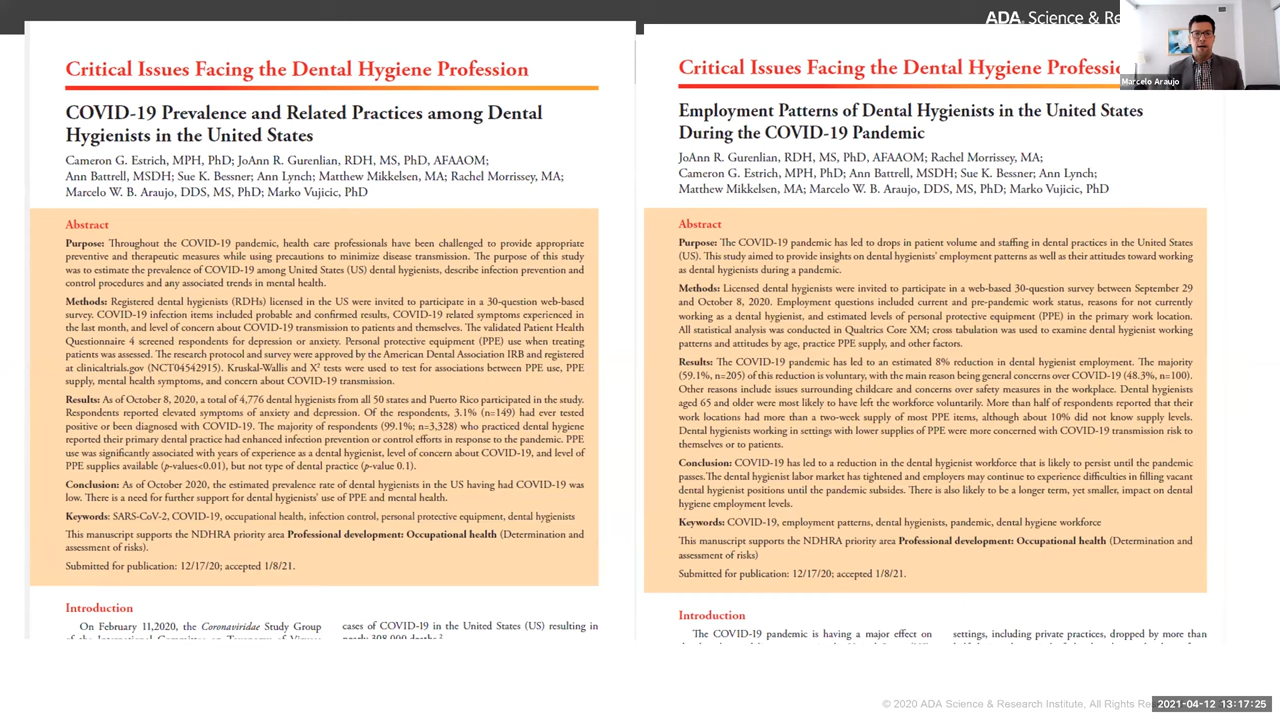 ADA Science & Re
Marcelo Araujo
Critical Issues Facing the Dental Hygiene Profession
COVID-19 Prevalence and Related Practices among Dental
Hygienists in the United States
Cameron G. Estrich, MPH, PhD; JoAnn R. Gurenlian, RDH, MS, PhD, AFAAOM;
Ann Battrell, MSDH; Sue K. Bessner; Ann Lynch; Matthew Mikkelsen, MA; Rachel Morrissey, MA;
Marcelo W. B. Araujo, DDS, MS, PhD; Marko Vujicic, PhD
Abstract
Purpose: Throughout the COVID-19 pandemic, health care professionals have been challenged to provide appropriate
preventive and therapeutic measures while using precautions to minimize disease transmission. The purpose of this study
was to estimate the prevalence of COVID-19 among United States (US) dental hygienists, describe infection prevention and
control procedures and any associated trends in mental health.
Methods: Registered dental hygienists (RDHs) licensed in the US were invited to participate in a 30-question web-based
survey. COVID-19 infection items included probable and confirmed results, COVID-19 related symptoms experienced in
the last month, and level of concern about COVID-19 transmission to patients and themselves. The validated Patient Health
Questionnaire 4 screened respondents for depression or anxiety. Personal protective equipment (PPE) use when treating
patients was assessed. The research protocol and survey were approved by the American Dental Association IRB and registered
at clinicaltrials.gov (NCT04542915). Kruskal-Wallis and X² tests were used to test for associations between PPE use, PPE
supply, mental health symptoms, and concern about COVID-19 transmission.
Results: As of October 8, 2020, a total of 4,776 dental hygienists from all 50 states and Puerto Rico participated in the study.
Respondents reported elevated symptoms of anxiety and depression. Of the respondents, 3.1% (n=149) had ever tested
positive or been diagnosed with COVID-19. The majority of respondents (99.1%; n=3,328) who practiced dental hygiene
reported their primary dental practice had enhanced infection prevention or control efforts in response to the pandemic. PPE
use was significantly associated with years of experience as a dental hygienist, level of concern about COVID-19, and level of
PPE supplies available (p-values<0.01), but not type of dental practice (p-value 0.1).
Conclusion: As of October 2020, the estimated prevalence rate of dental hygienists in the US having had COVID-19 was
low. There is a need for further support for dental hygienists' use of PPE and mental health.
Keywords: SARS-CoV-2, COVID-19, occupational health, infection control, personal protective equipment, dental hygienists
This manuscript supports the NDHRA priority area Professional development: Occupational health (Determination and
assessment of risks).
Submitted for publication: 12/17/20; accepted 1/8/21.
Introduction
On February 11,2020, the Coronaviridae Study Group
cases of COVID-19 in the United States (US) resulting in
nearly 308,000 deaths.²
Critical Issues Facing the Dental Hygiene Professio
Employment Patterns of Dental Hygienists in the United States
During the COVID-19 Pandemic
JoAnn R. Gurenlian, RDH, MS, PhD, AFAAOM; Rachel Morrissey, MA;
Cameron G. Estrich, MPH, PhD; Ann Battrell, MSDH; Sue K. Bessner; Ann Lynch;
Matthew Mikkelsen, MA; Marcelo W. B. Araujo, DDS, MS, PhD; Marko Vujicic, PhD
Abstract
Purpose: The COVID-19 pandemic has led to drops in patient volume and staffing in dental practices in the United States
(US). This study aimed to provide insights on dental hygienists' employment patterns as well as their attitudes toward working
as dental hygienists during a pandemic.
Methods: Licensed dental hygienists were invited to participate in a web-based 30-question survey between September 29
and October 8, 2020. Employment questions included current and pre-pandemic work status, reasons for not currently
working as a dental hygienist, and estimated levels of personal protective equipment (PPE) in the primary work location.
All statistical analysis was conducted in Qualtrics Core XM; cross tabulation was used to examine dental hygienist working
patterns and attitudes by age, practice PPE supply, and other factors.
Results: The COVID-19 pandemic has led to an estimated 8% reduction in dental hygienist employment. The majority
(59.1%, n=205) of this reduction is voluntary, with the main reason being general concerns over COVID-19 (48.3%, n=100).
Other reasons include issues surrounding childcare and concerns over safety measures in the workplace. Dental hygienists
aged 65 and older were most likely to have left the workforce voluntarily. More than half of respondents reported that their
work locations had more than a two-week supply of most PPE items, although about 10% did not know supply levels.
Dental hygienists working in settings with lower supplies of PPE were more concerned with COVID-19 transmission risk to
themselves or to patients.
Conclusion: COVID-19 has led to a reduction in the dental hygienist workforce that is likely to persist until the pandemic
passes.The dental hygienist labor market has tightened and employers may continue to experience difficulties in filling vacant
dental hygienist positions until the pandemic subsides. There is also likely to be a longer term, yet smaller, impact on dental
hygiene employment levels.
Keywords: COVID-19, employment patterns, dental hygienists, pandemic, dental hygiene workforce
This manuscript supports the NDHRA priority area Professional development: Occupational health (Determination and
assessment of risks)
Submitted for publication: 12/17/20; accepted 1/8/21.
Introduction
The COVID-19 pandemic is having a major effect on
settings, including private practices, dropped by more than
© 2020 ADA Science & Research Institute, All Rights Re
2021-04-12 13:17:25